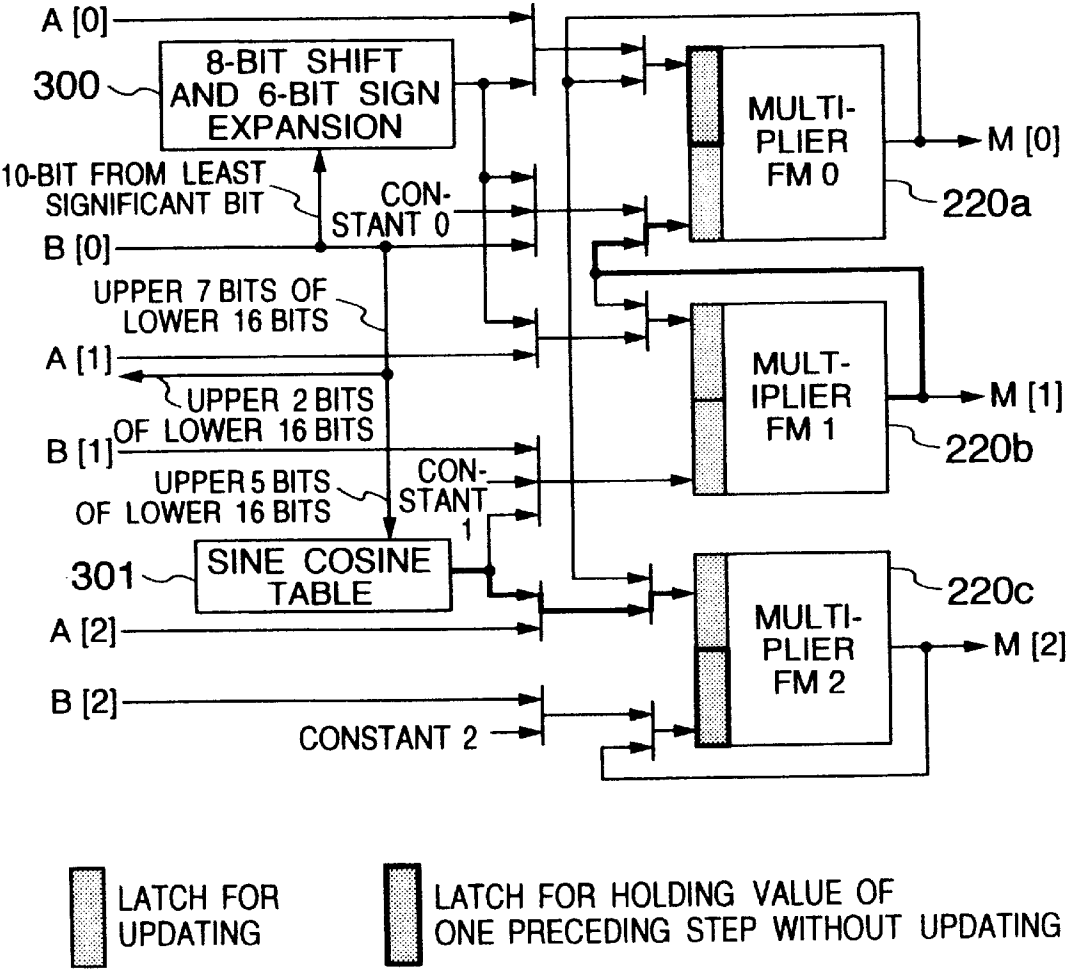 A [0]
300
8-BIT SHIFT
AND 6-BIT SIGN
EXPANSION
MULTI-
PLIER
FM 0
M [0]
220a
10-BIT FROM LEAST
SIGNIFICANT BIT
CON-
STANT 0
B [0]
UPPER 7 BITS OF
LOWER 16 BITS
A [1]
UPPER 2 BITS
OF LOWER 16 BITS
MULT-
IPLIER
FM 1
M [1]
220b
B [1]
CON-
STANT
1
UPPER 5 BITS
OF LOWER 16 BITS
301
SINE COSINE
TABLE
A [2]
MULTI-
PLIER
FM 2
220c
M [2]
B [2]
CONSTANT 2
LATCH FOR
UPDATING
LATCH FOR HOLDING VALUE OF
ONE PRECEDING STEP WITHOUT UPDATING